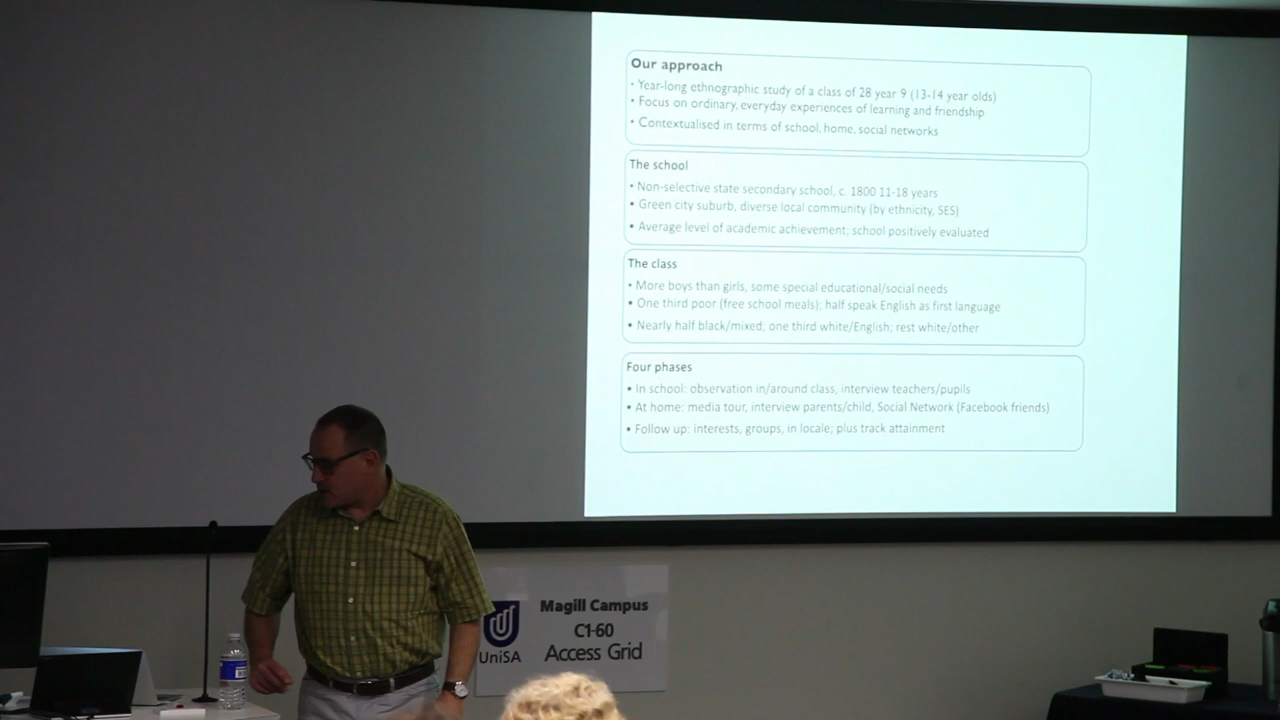 Our approach
• Year-long ethnographic study of a class of 28 year 9 (13-14 year olds)
• Focus on ordinary, everyday experiences of learning and friendship
• Contextualised in terms of school, home, social networks
The school
• Non-selective state secondary school, c. 1800 11-18 years
• Green city suburb, diverse local community (by ethnicity, SES)
• Average level of academic achievement; school positively evaluated
The class
• More boys than girls, some special educational/social needs
• One third poor (free school meals); half speak English as first language
• Nearly half black/mixed; one third white/English; rest white/other
Four phases
• In school: observation in/around class, interview teachers/pupils
• At home: media tour, interview parents/child, Social Network (Facebook friends)
• Follow up: interests, groups, in locale; plus track attainment
UniSA
Magill Campus
C1-60
Access Grid